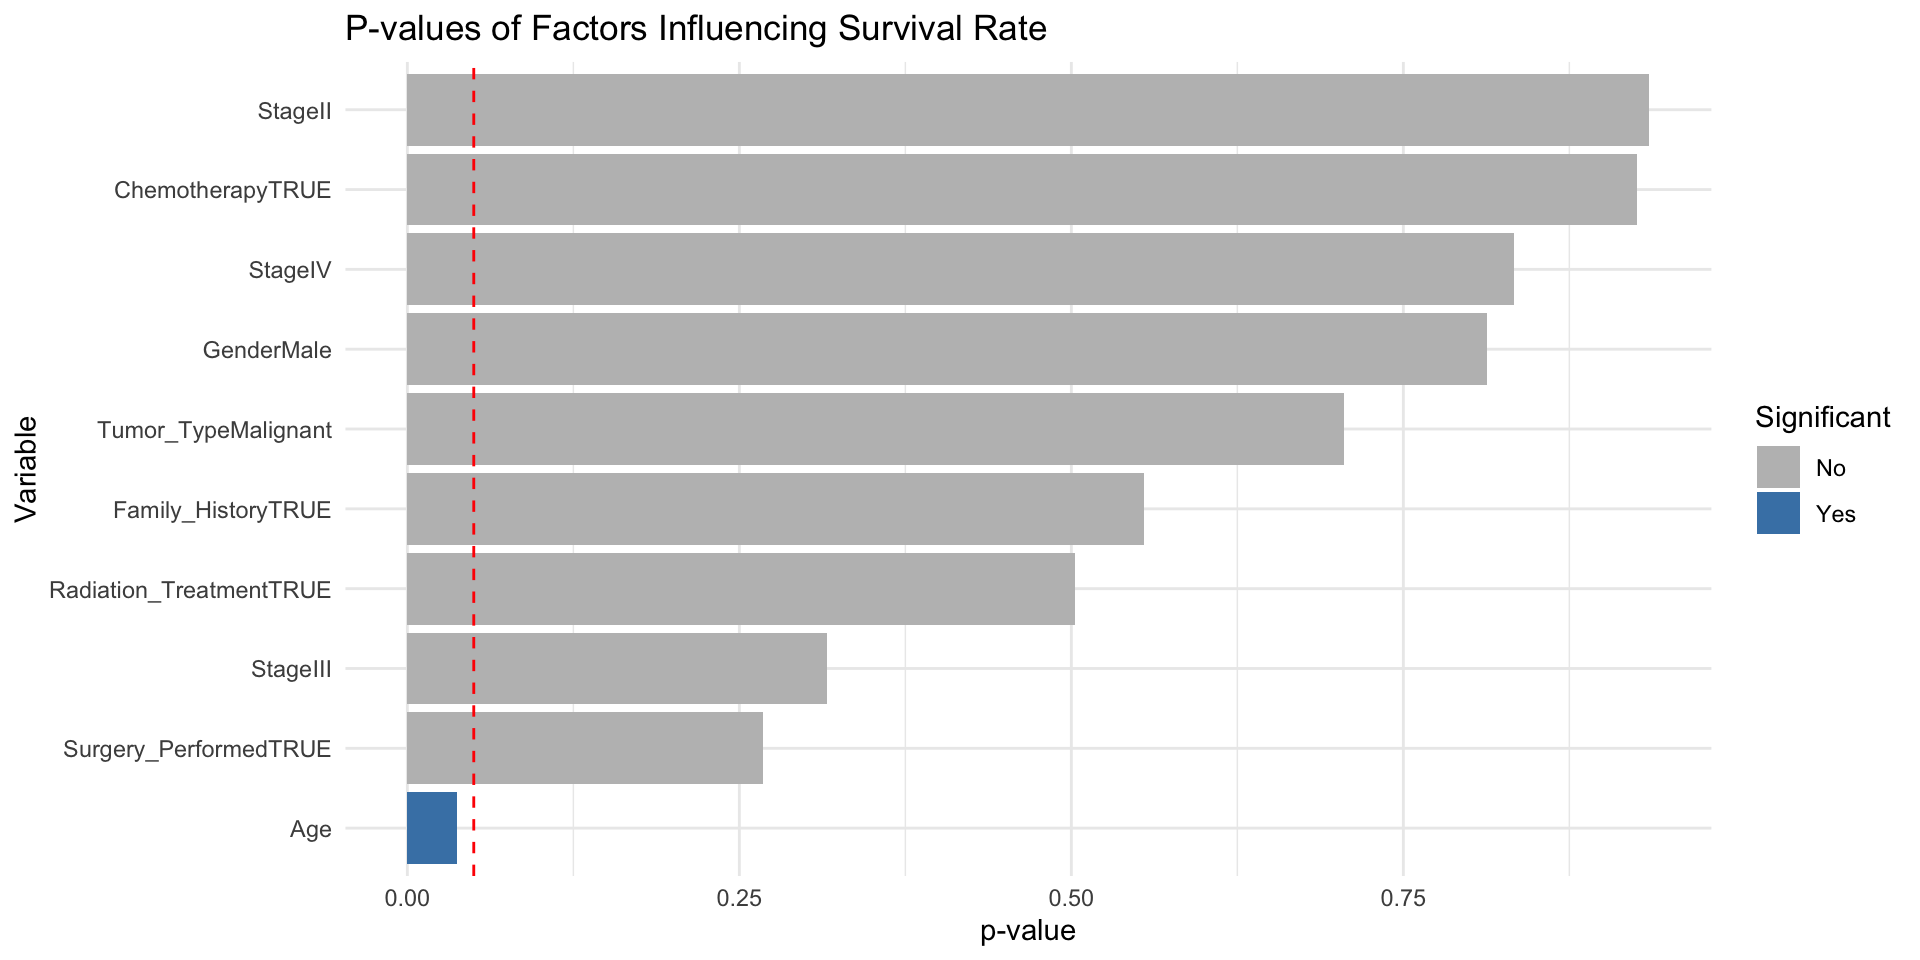 P-values of Factors Influencing Survival Rate
StageII
ChemotherapyTRUE
StageIV
GenderMale
Tumor_TypeMalignant
Family_HistoryTRUE
Radiation_TreatmentTRUE
StageIII
Surgery_PerformedTRUE
Age
Variable
0.00 0.25 0.50 0.75
p-value
Significant
No
Yes